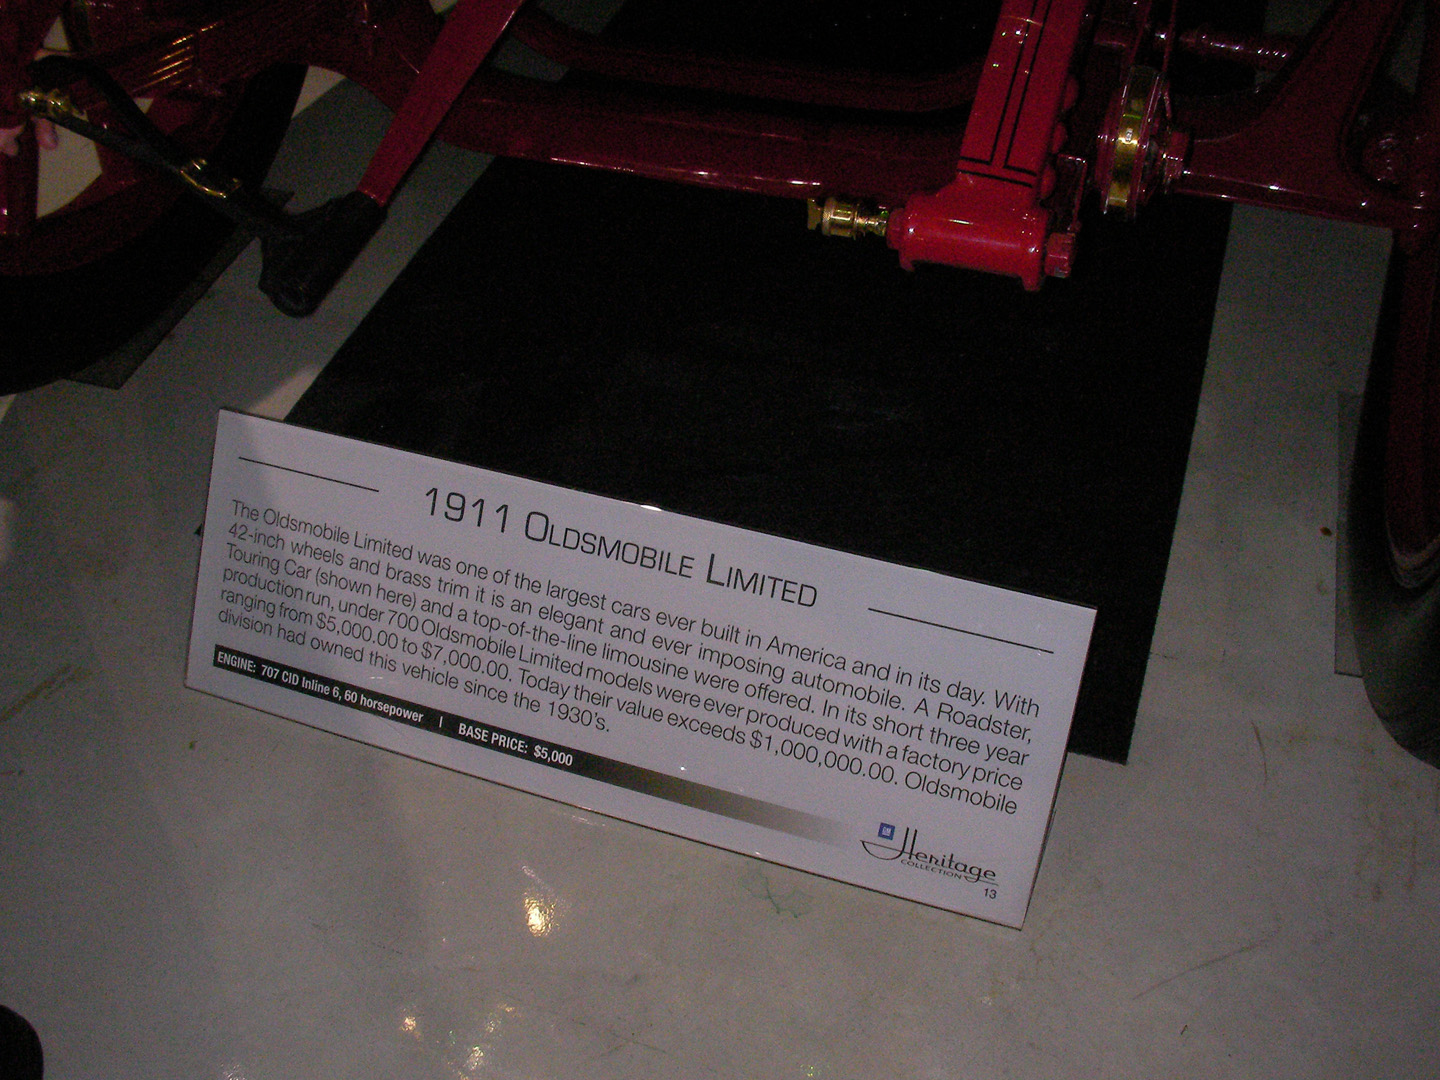 1911 OLDSMOBILE LIMITED
The Oldsmobile Limited was one of the largest cars ever built in America and in its day. With
42-inch wheels and brass trim it is an elegant and ever imposing automobile. A Roadster,
Touring Car (shown here) and a top-of-the-line limousine were offered. In its short three year
production run, under 700 Oldsmobile Limited models were ever produced with a factory price
ranging from $5,000.00 to $7,000.00. Today their value exceeds $1,000,000.00. Oldsmobile
division had owned this vehicle since the 1930's.
ENGINE: 707 CID Inline 6, 60 horsepower | BASE PRICE: $5,000
GM Heritage
COLLECTION
13